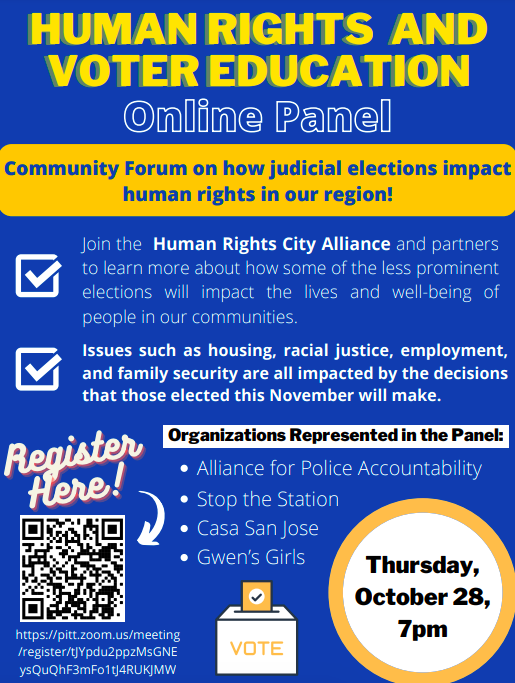 HUMAN RIGHTS AND
VOTER EDUCATION
Online Panel
Community Forum on how judicial elections impact
human rights in our region!
Join the Human Rights City Alliance and partners
to learn more about how some of the less prominent
elections will impact the lives and well-being of
people in our communities.
Issues such as housing, racial justice, employment,
and family security are all impacted by the decisions
that those elected this November will make.
Register
Here!
Organizations Represented in the Panel:
• Alliance for Police Accountability
• Stop the Station
• Casa San Jose
• Gwen's Girls
https://pitt.zoom.us/meeting
/register/tJYpdu2ppzMsGNE
ysQuQhF3mFo1tJ4RUKJMW
VOTE
Thursday,
October 28,
7pm